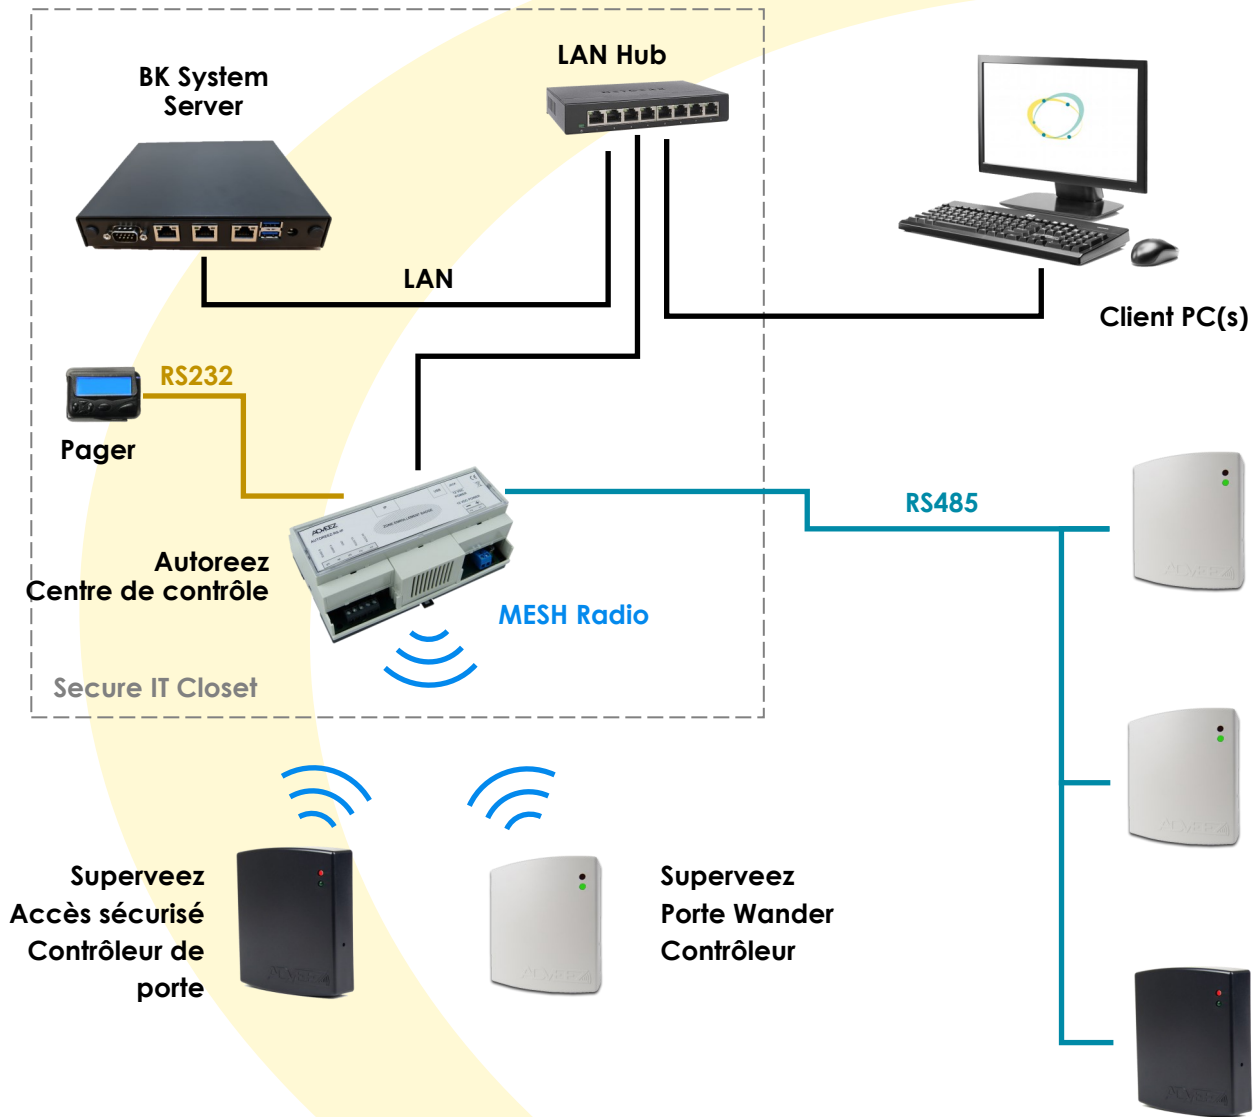 LAN Hub
BK System
Server
LAN
Client PC(s)
RS232
Pager
RS485
ACVEEZ
Autoreez
Centre de contrôle
MESH Radio
Secure IT Closet
Superveez
Accès sécurisé
Contrôleur de
porte
Superveez
Porte Wander
Contrôleur